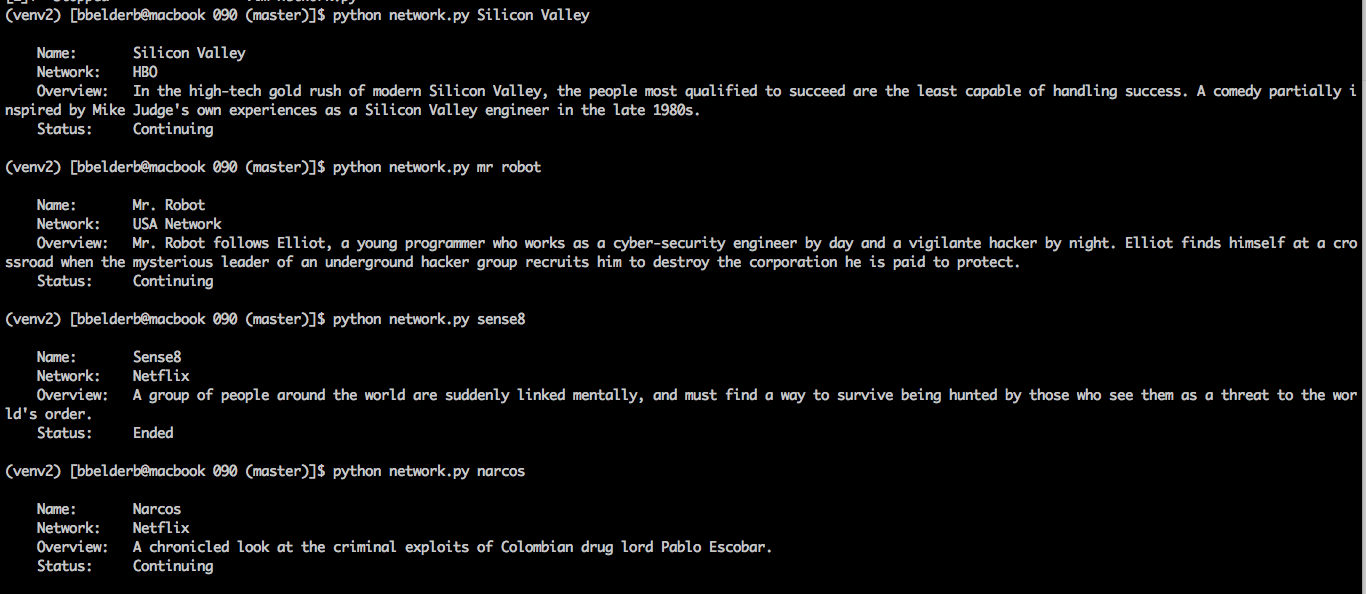 (venv2) [bbelderb@macbook 090 (master)]$ python network.py Silicon Valley
Name: Silicon Valley
Network: HBO
Overview: In the high-tech gold rush of modern Silicon Valley, the people most qualified to succeed are the least capable of handling success. A comedy partially i
nspired by Mike Judge's own experiences as a Silicon Valley engineer in the late 1980s.
Status: Continuing
(venv2) [bbelderb@macbook 090 (master)]$ python network.py mr robot
Name: Mr. Robot
Network: USA Network
Overview: Mr. Robot follows Elliot, a young programmer who works as a cyber-security engineer by day and a vigilante hacker by night. Elliot finds himself at a cro
ssroad when the mysterious leader of an underground hacker group recruits him to destroy the corporation he is paid to protect.
Status: Continuing
(venv2) [bbelderb@macbook 090 (master)]$ python network.py sense8
Name: Sense8
Network: Netflix
Overview: A group of people around the world are suddenly linked mentally, and must find a way to survive being hunted by those who see them as a threat to the wor
ld's order.
Status: Ended
(venv2) [bbelderb@macbook 090 (master)]$ python network.py narcos
Name: Narcos
Network: Netflix
Overview: A chronicled look at the criminal exploits of Colombian drug lord Pablo Escobar.
Status: Continuing